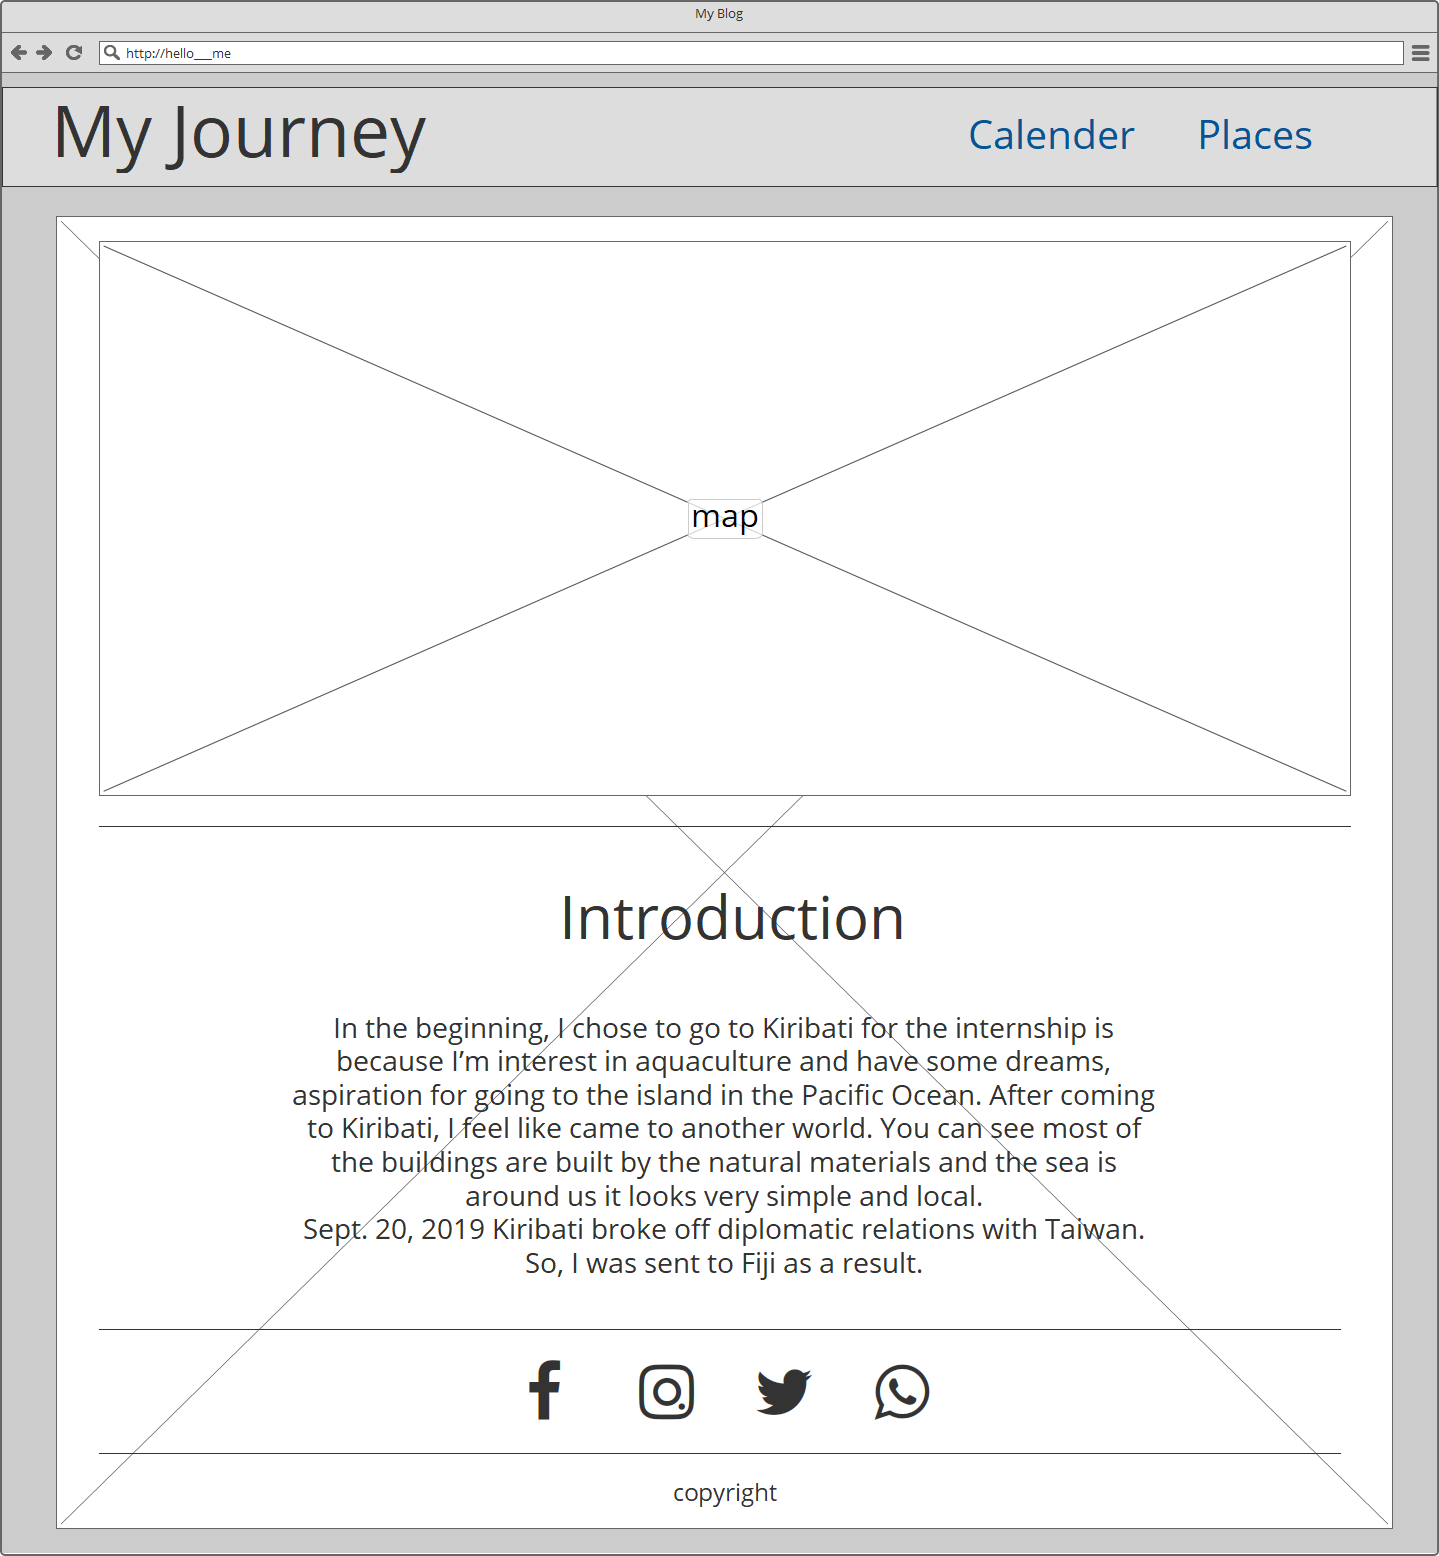 My Blog
http://hello___me
My Journey
Calender
Places
map
Introduction
In the beginning, I chose to go to Kiribati for the internship is
because I’m interest in aquaculture and have some dreams,
aspiration for going to the island in the Pacific Ocean. After coming
to Kiribati, I feel like came to another world. You can see most of
the buildings are built by the natural materials and the sea is
around us it looks very simple and local.
Sept. 20, 2019 Kiribati broke off diplomatic relations with Taiwan.
So, I was sent to Fiji as a result.
copyright